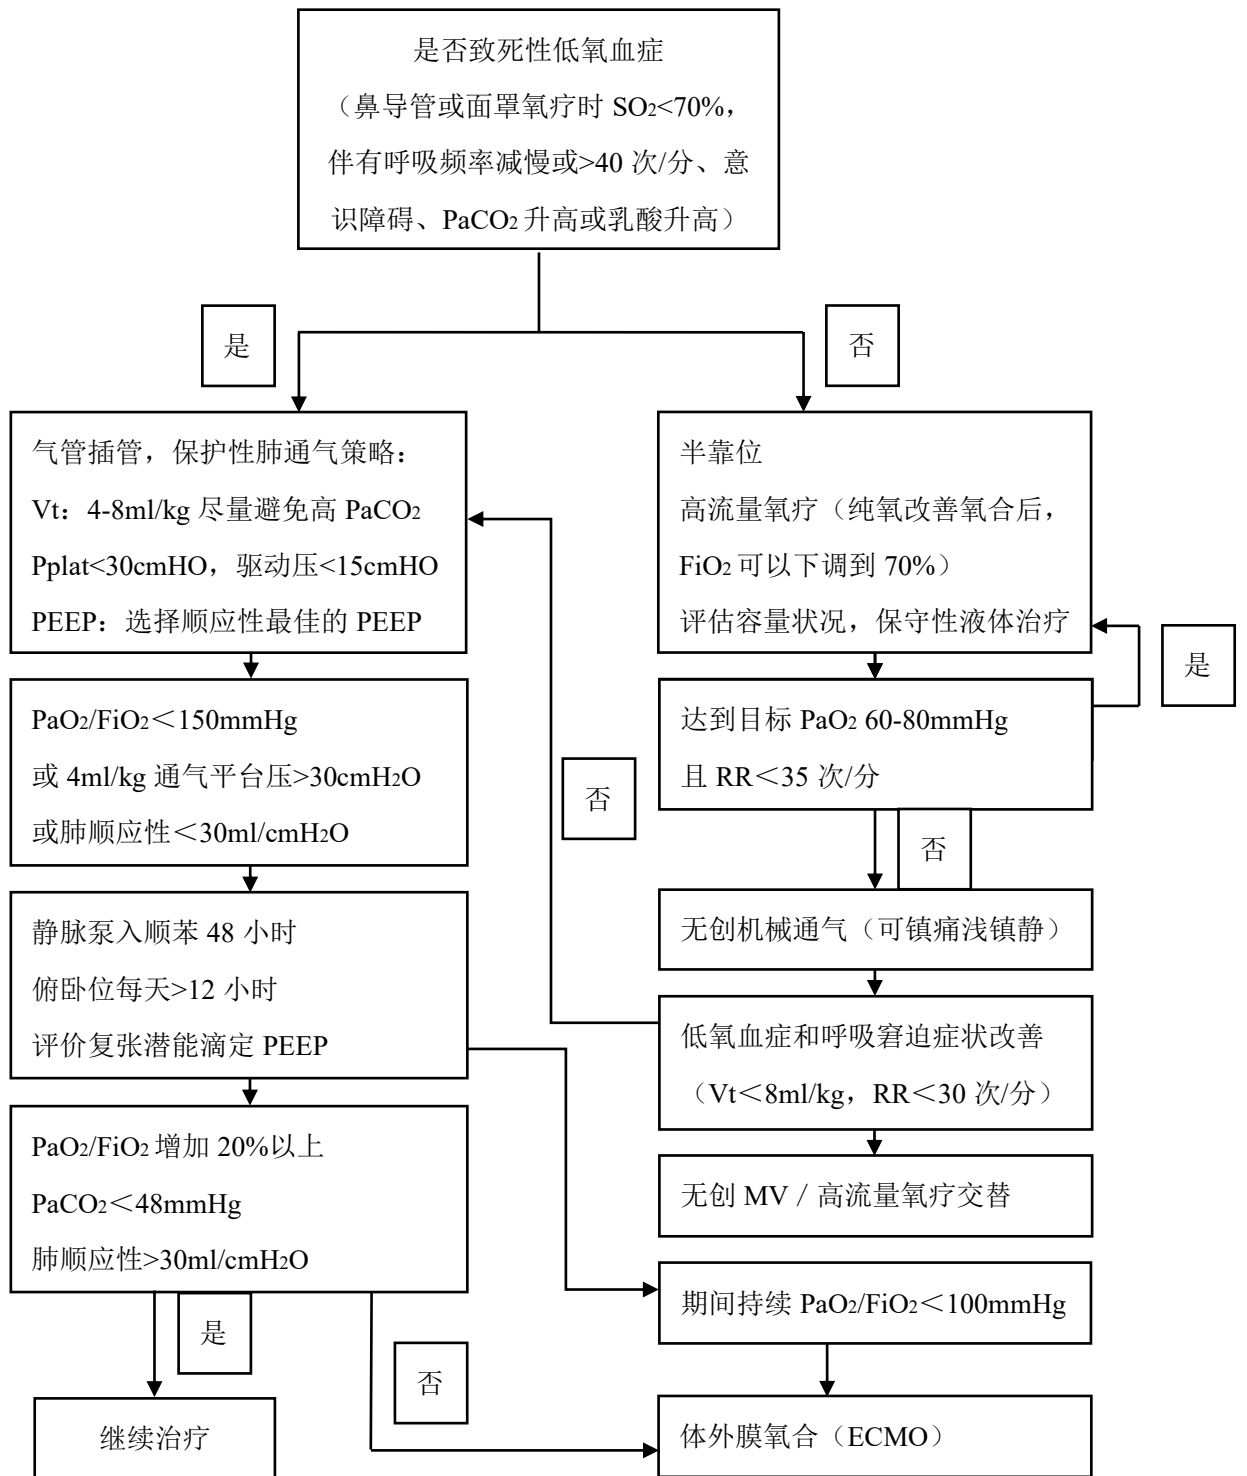 是否致死性低氧血症
（鼻导管或面罩氧疗时 SO2<70%，
伴有呼吸频率减慢或>40 次/分、意
识障碍、PaCO2 升高或乳酸升高）
是
否
气管插管，保护性肺通气策略：
Vt：4-8ml/kg 尽量避免高 PaCO2
Pplat<30cmHO，驱动压<15cmHO
PEEP：选择顺应性最佳的 PEEP
半靠位
高流量氧疗（纯氧改善氧合后，
FiO2 可以下调到 70%）
评估容量状况，保守性液体治疗
是
PaO2/FiO2＜150mmHg
或 4ml/kg 通气平台压>30cmH2O
或肺顺应性＜30ml/cmH2O
达到目标 PaO2 60-80mmHg
且 RR＜35 次/分
否
否
静脉泵入顺苯 48 小时
俯卧位每天>12 小时
评价复张潜能滴定 PEEP
无创机械通气（可镇痛浅镇静）
低氧血症和呼吸窘迫症状改善
（Vt＜8ml/kg，RR＜30 次/分）
PaO2/FiO2 增加 20%以上
PaCO2＜48mmHg
肺顺应性>30ml/cmH2O
无创 MV／高流量氧疗交替
期间持续 PaO2/FiO2＜100mmHg
是
否
继续治疗
体外膜氧合（ECMO）